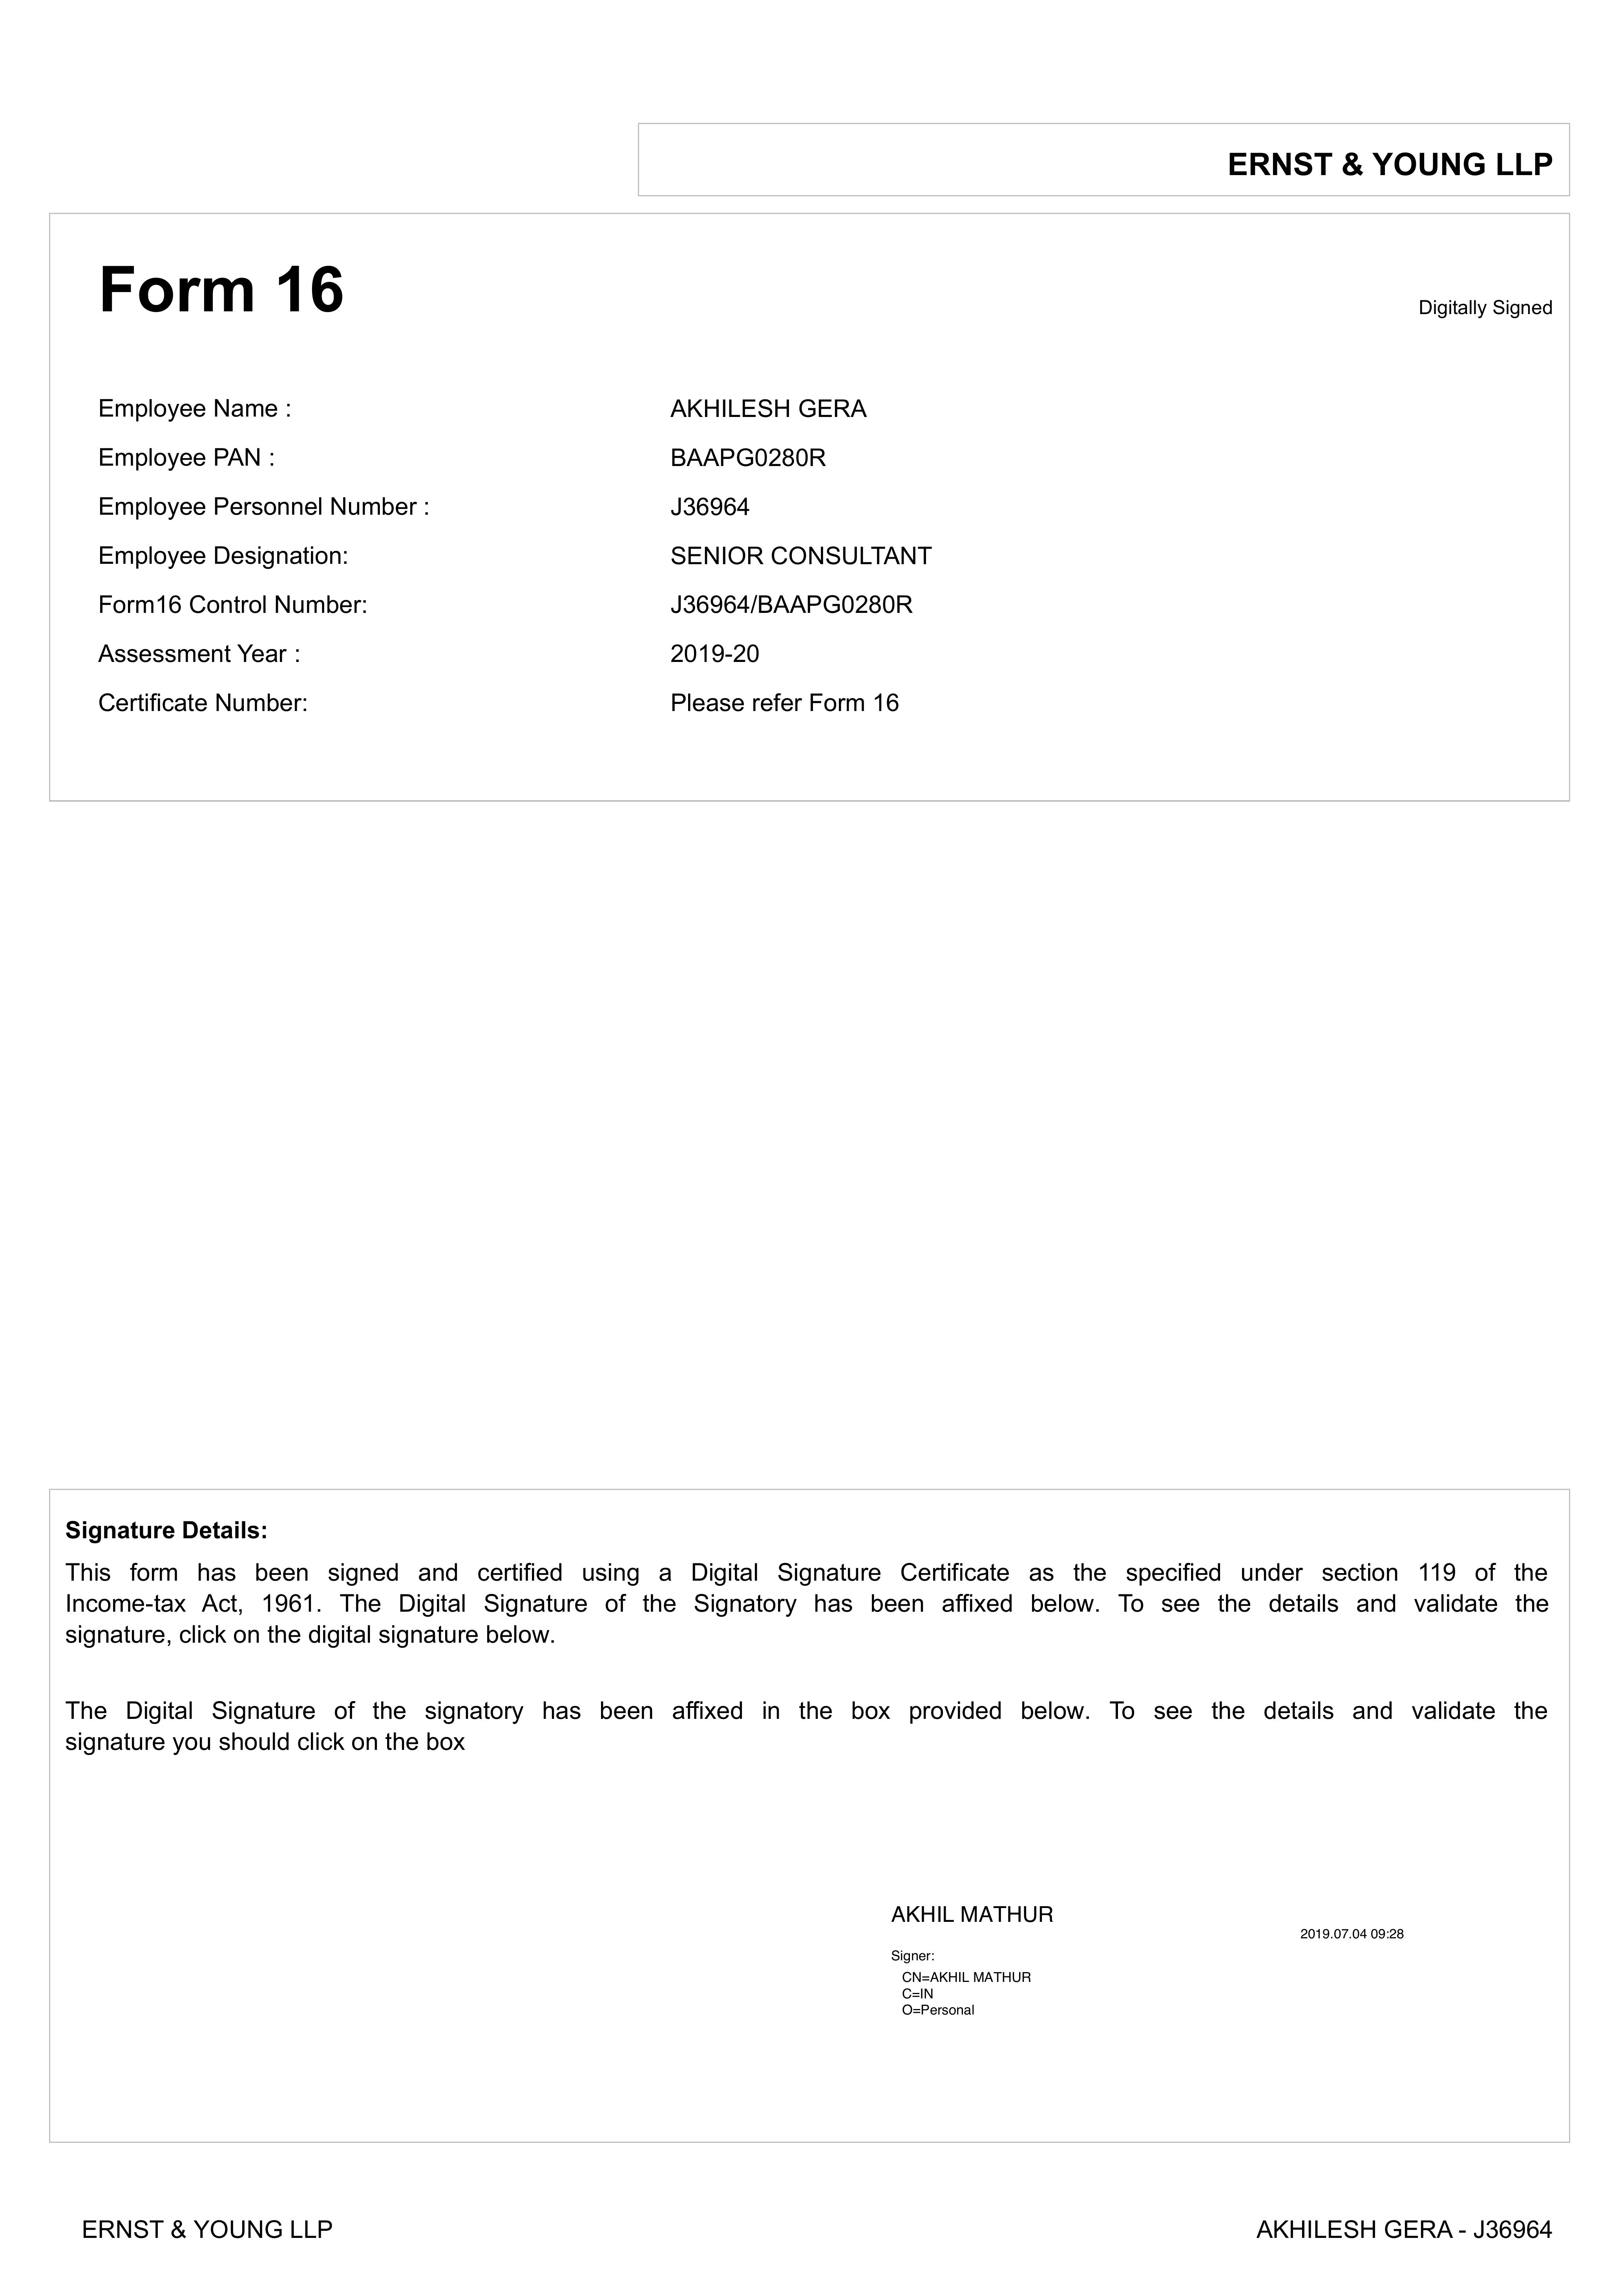 ERNST & YOUNG LLP
Form 16
Digitally Signed
Employee Name : AKHILESH GERA
Employee PAN : BAAPG0280R
Employee Personnel Number : J36964
Employee Designation: SENIOR CONSULTANT
Form16 Control Number: J36964/BAAPG0280R
Assessment Year : 2019-20
Certificate Number: Please refer Form 16
Signature Details:
This form has been signed and certified using a Digital Signature Certificate as the specified under section 119 of the
Income-tax Act, 1961. The Digital Signature of the Signatory has been affixed below. To see the details and validate the
signature, click on the digital signature below.
The Digital Signature of the signatory has been affixed in the box provided below. To see the details and validate the
signature you should click on the box
AKHIL MATHUR
2019.07.04 09:28
Signer:
CN=AKHIL MATHUR
C=IN
O=Personal
ERNST & YOUNG LLP AKHILESH GERA - J36964